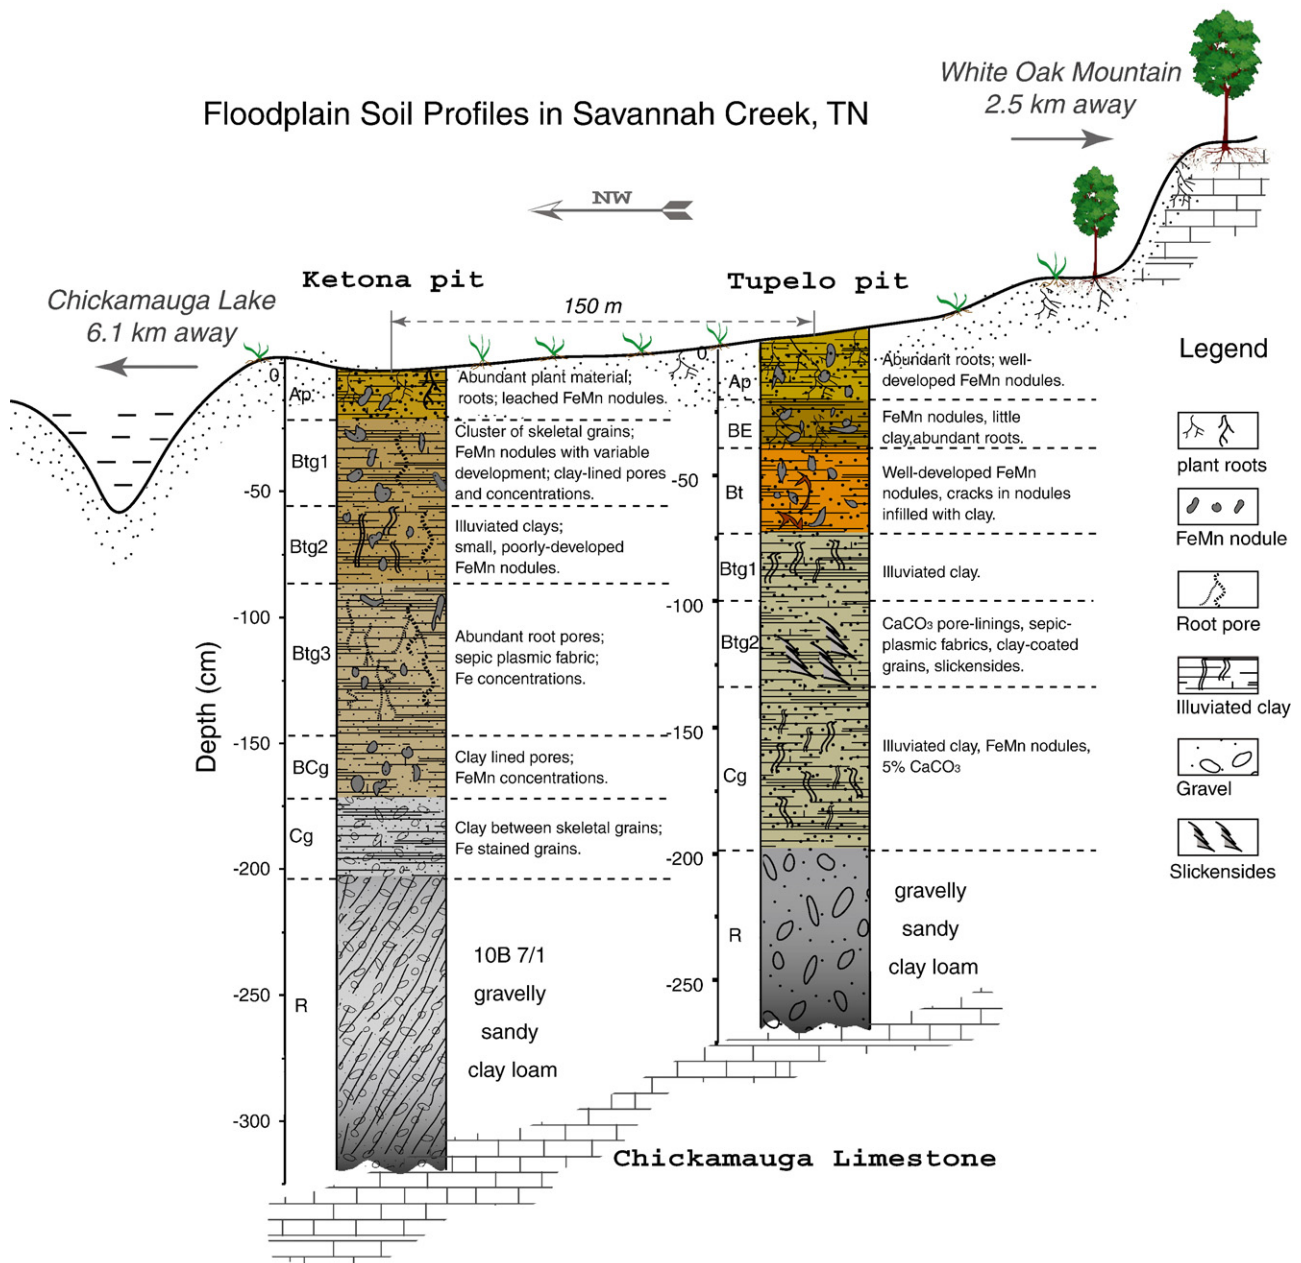 White Oak Mountain
2.5 km away
Floodplain Soil Profiles in Savannah Creek, TN
NW
Ketona pit
Tupelo pit
Chickamauga Lake
6.1 km away
150 m
Depth (cm)
0
-50
-100
-150
-200
-250
-300
Ap
Abundant plant material;
roots; leached FeMn nodules.
Btg1
Cluster of skeletal grains;
FeMn nodules with variable
development; clay-lined pores
and concentrations.
Btg2
Illuviated clays;
small, poorly-developed
FeMn nodules.
Btg3
Abundant root pores;
sepic plasmic fabric;
Fe concentrations.
BCg
Clay lined pores;
FeMn concentrations.
Cg
Clay between skeletal grains;
Fe stained grains.
R
10B 7/1
gravelly
sandy
clay loam
0
-50
-100
-150
-200
-250
Ap
Abundant roots; well-
developed FeMn nodules.
BE
FeMn nodules, little
clay,abundant roots.
Bt
Well-developed FeMn
nodules, cracks in nodules
infilled with clay.
Btg1
Illuviated clay.
Btg2
CaCO₃ pore-linings, sepic-
plasmic fabrics, clay-coated
grains, slickensides.
Cg
Illuviated clay, FeMn nodules,
5% CaCO₃
R
gravelly
sandy
clay loam
Chickamauga Limestone
Legend
plant roots
FeMn nodule
Root pore
Illuviated clay
Gravel
Slickensides